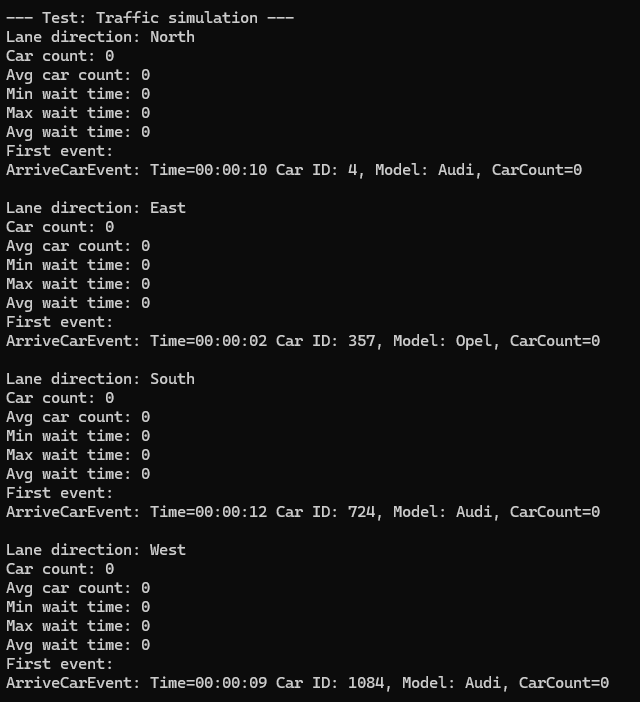 --- Test: Traffic simulation ---
Lane direction: North
Car count: 0
Avg car count: 0
Min wait time: 0
Max wait time: 0
Avg wait time: 0
First event:
ArriveCarEvent: Time=00:00:10 Car ID: 4, Model: Audi, CarCount=0

Lane direction: East
Car count: 0
Avg car count: 0
Min wait time: 0
Max wait time: 0
Avg wait time: 0
First event:
ArriveCarEvent: Time=00:00:02 Car ID: 357, Model: Opel, CarCount=0

Lane direction: South
Car count: 0
Avg car count: 0
Min wait time: 0
Max wait time: 0
Avg wait time: 0
First event:
ArriveCarEvent: Time=00:00:12 Car ID: 724, Model: Audi, CarCount=0

Lane direction: West
Car count: 0
Avg car count: 0
Min wait time: 0
Max wait time: 0
Avg wait time: 0
First event:
ArriveCarEvent: Time=00:00:09 Car ID: 1084, Model: Audi, CarCount=0